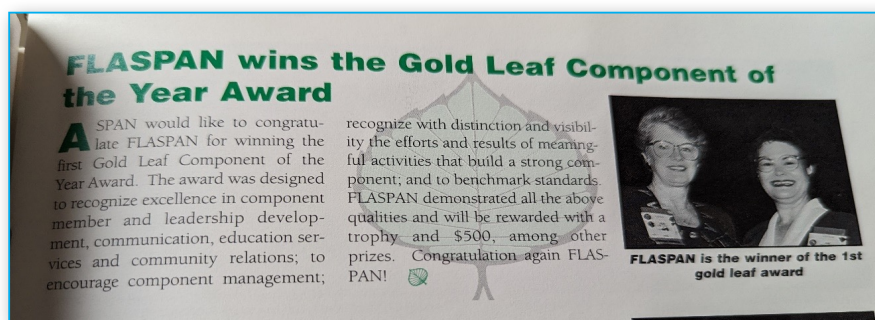 FLASPAN wins the Gold Leaf Component of
the Year Award
ASPAN would like to congratu-
late FLASPAN for winning the
first Gold Leaf Component of the
Year Award. The award was designed
to recognize excellence in component
member and leadership develop-
ment, communication, education ser-
vices and community relations; to
encourage component management;
recognize with distinction and visibil-
ity the efforts and results of meaning-
ful activities that build a strong com-
ponent; and to benchmark standards.
FLASPAN demonstrated all the above
qualities and will be rewarded with a
trophy and $500, among other
prizes. Congratulation again FLAS-
PAN!
FLASPAN is the winner of the 1st
gold leaf award